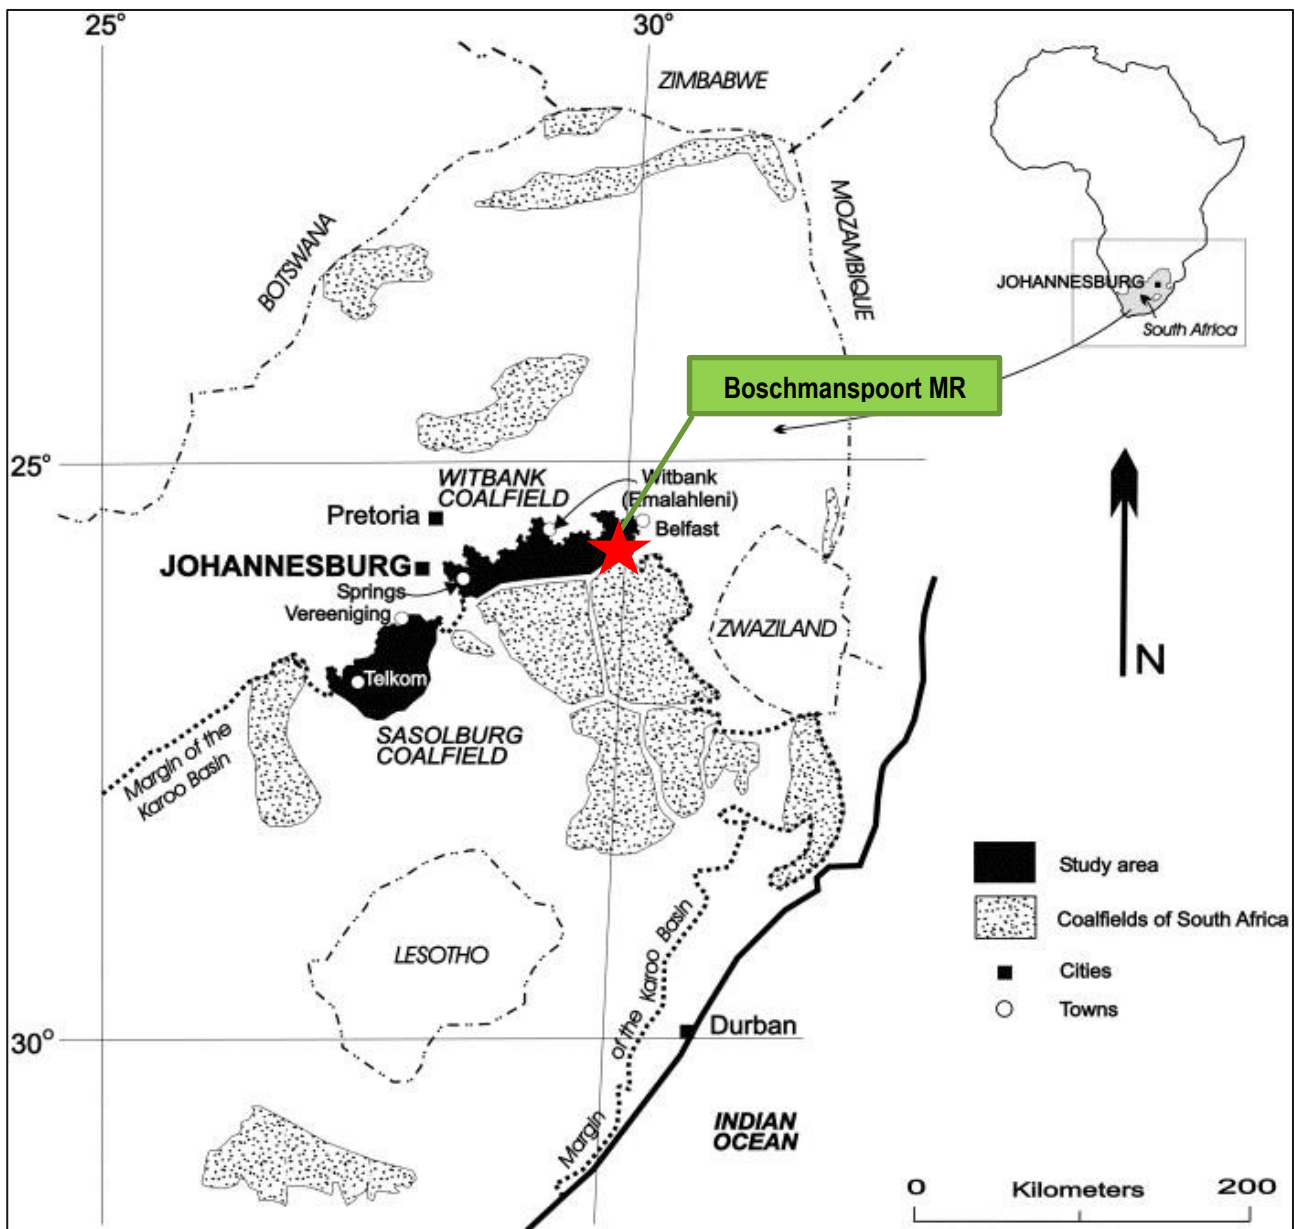 25°
30°
ZIMBABWE
BOTSWANA
MOZAMBIQUE
JOHANNESBURG
South Africa
Boschmanspoort MR
25°
WITBANK
COALFIELD
Witbank
(Emalahleni)
Pretoria
Belfast
JOHANNESBURG
Springs
Vereeniging
ZWAZILAND
Telkom
N
SASOLBURG
COALFIELD
Margin of the
Karoo Basin
Study area
Coalfields of South Africa
LESOTHO
Cities
Towns
30°
Durban
Margin
of the Karoo Basin
INDIAN
OCEAN
0 Kilometers 200